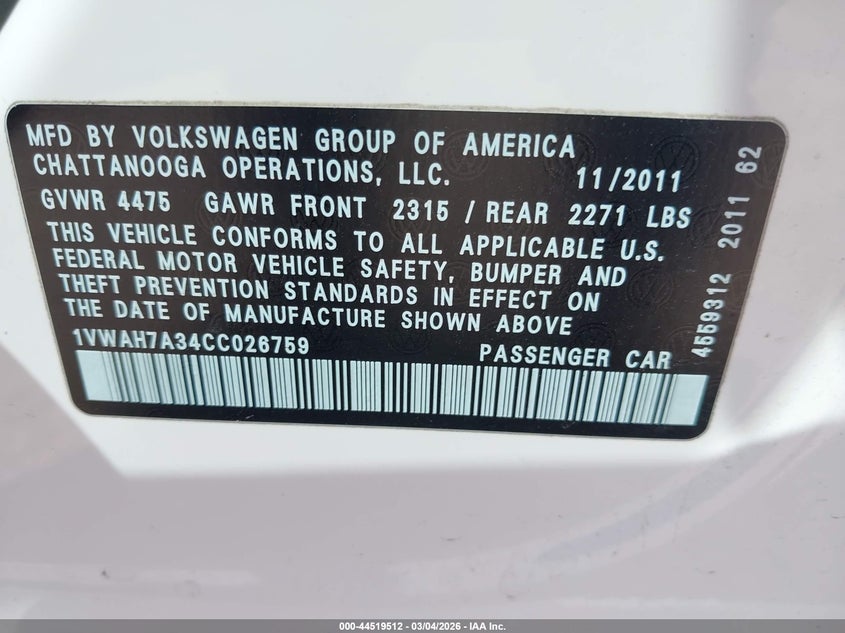 MFD BY VOLKSWAGEN GROUP OF AMERICA
CHATTANOOGA OPERATIONS, LLC. 11/2011
GVWR 4475 GAWR FRONT 2315 / REAR 2271 LBS
THIS VEHICLE CONFORMS TO ALL APPLICABLE U.S.
FEDERAL MOTOR VEHICLE SAFETY, BUMPER AND
THEFT PREVENTION STANDARDS IN EFFECT ON
THE DATE OF MANUFACTURE SHOWN ABOVE
1VWAH7A34CC026759 PASSENGER CAR
4559312 2011 62
000-44519512 — 03/04/2026 — IAA Inc.